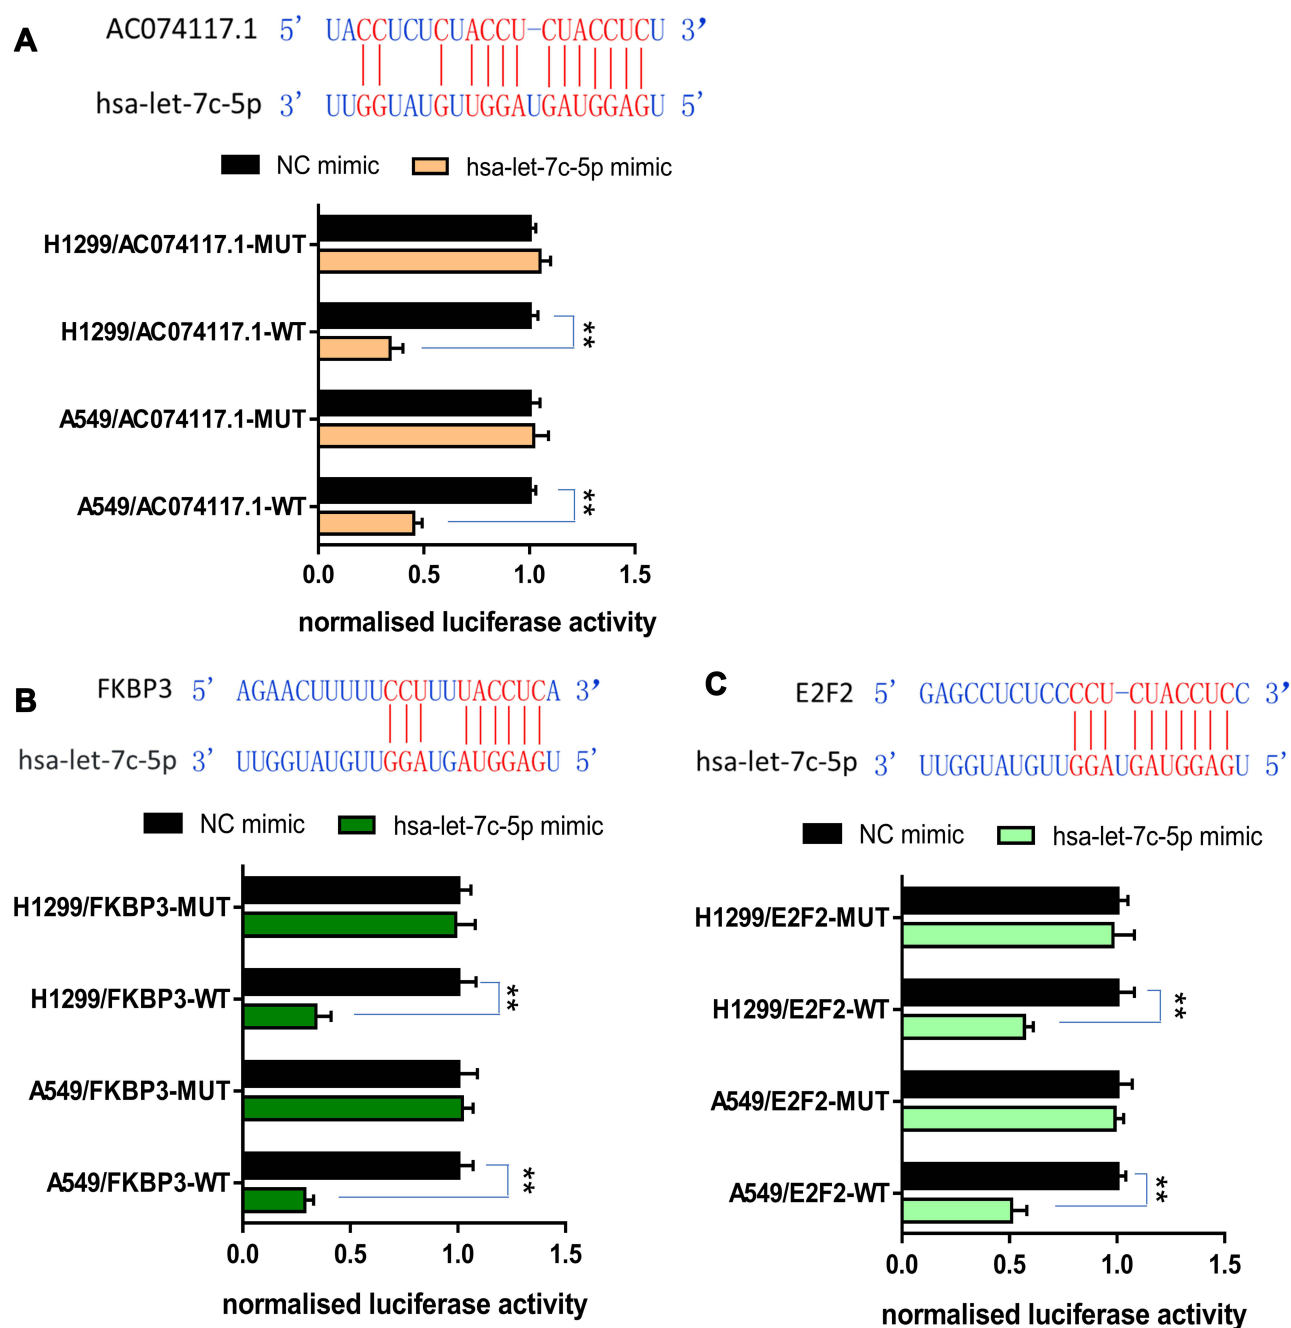 A
AC074117.1 5’ UACCUCUCUACCU-CUACCUCU 3’
hsa-let-7c-5p 3’ UUGGUAUGUUGGAUGAUGGAGU 5’
NC mimic hsa-let-7c-5p mimic
H1299/AC074117.1-MUT
H1299/AC074117.1-WT
**
A549/AC074117.1-MUT
A549/AC074117.1-WT
**
0.0 0.5 1.0 1.5
normalised luciferase activity
B
FKBP3 5’ AGAACUUUUUCCUUUUACCUCA 3’
hsa-let-7c-5p 3’ UUGGUAUGUUGGAUGAUGGAGU 5’
NC mimic hsa-let-7c-5p mimic
H1299/FKBP3-MUT
H1299/FKBP3-WT
**
A549/FKBP3-MUT
A549/FKBP3-WT
**
0.0 0.5 1.0 1.5
normalised luciferase activity
C
E2F2 5’ GAGCCUCUCCCCU-CUACCUCC 3’
hsa-let-7c-5p 3’ UUGGUAUGUUGGAUGAUGGAGU 5’
NC mimic hsa-let-7c-5p mimic
H1299/E2F2-MUT
H1299/E2F2-WT
**
A549/E2F2-MUT
A549/E2F2-WT
**
0.0 0.5 1.0 1.5
normalised luciferase activity